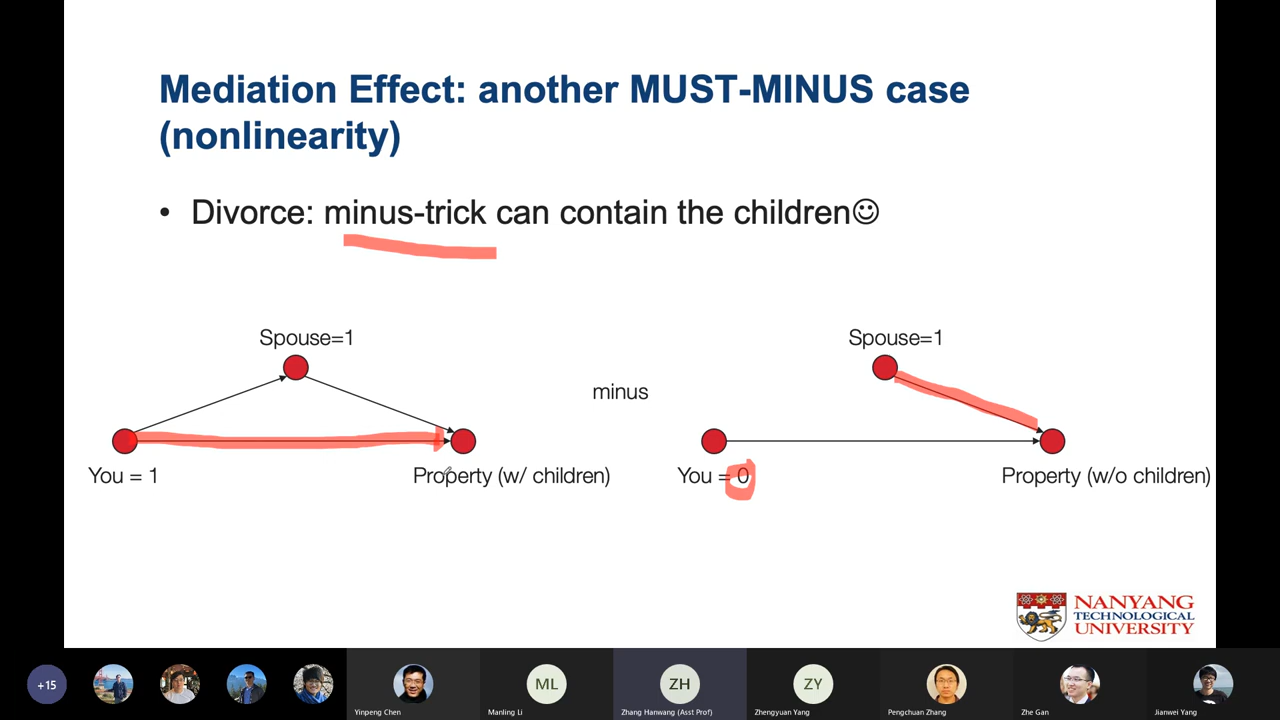 Mediation Effect: another MUST-MINUS case
(nonlinearity)
• Divorce: minus-trick can contain the children☺
Spouse=1
Spouse=1
minus
You = 1
Property (w/ children)
You = 0
Property (w/o children)
NANYANG
TECHNOLOGICAL
UNIVERSITY
+15
ML
ZH
ZY
Yinpeng Chen
Manling Li
Zhang Hanwang (Asst Prof)
Zhengyuan Yang
Pengchuan Zhang
Zhe Gan
Jianwei Yang